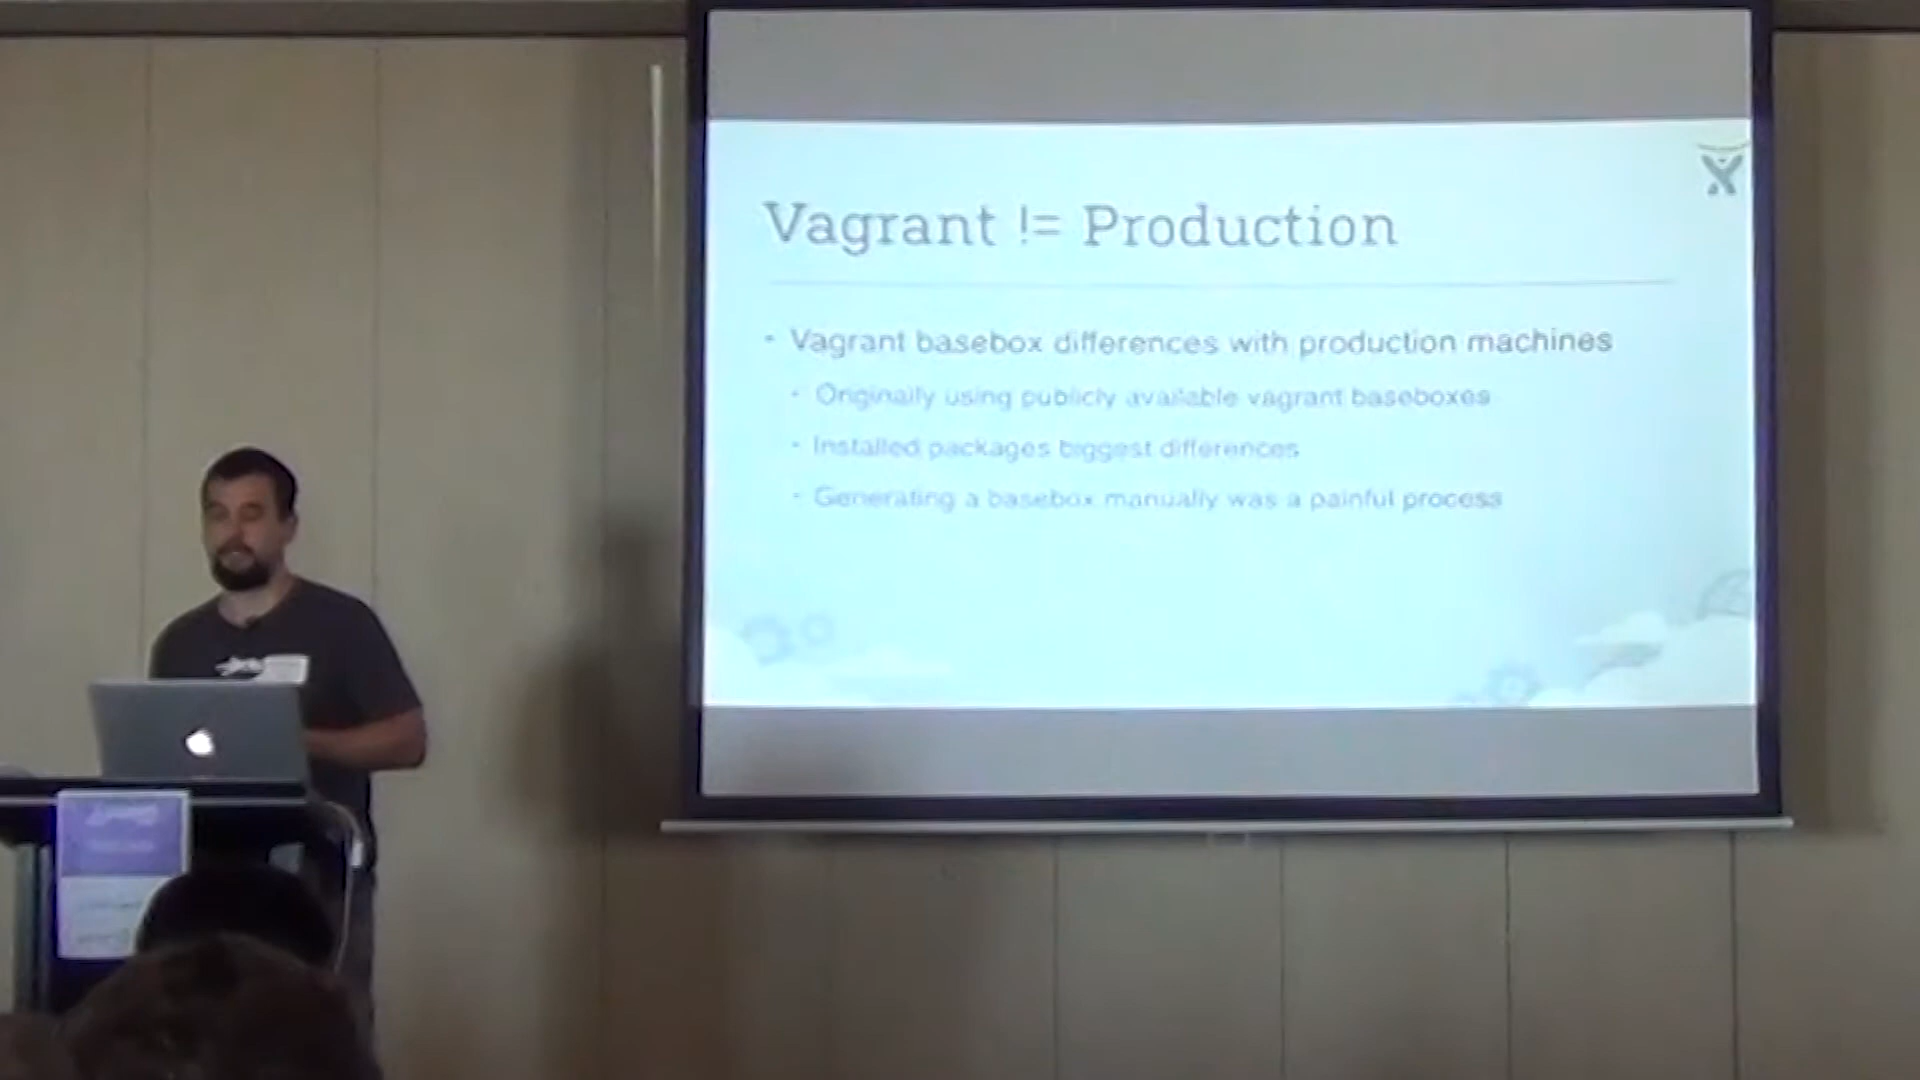 Vagrant != Production
- Vagrant basebox differences with production machines
- Originally using publicly available vagrant baseboxes
- Installed packages biggest differences
- Generating a basebox manually was a painful process